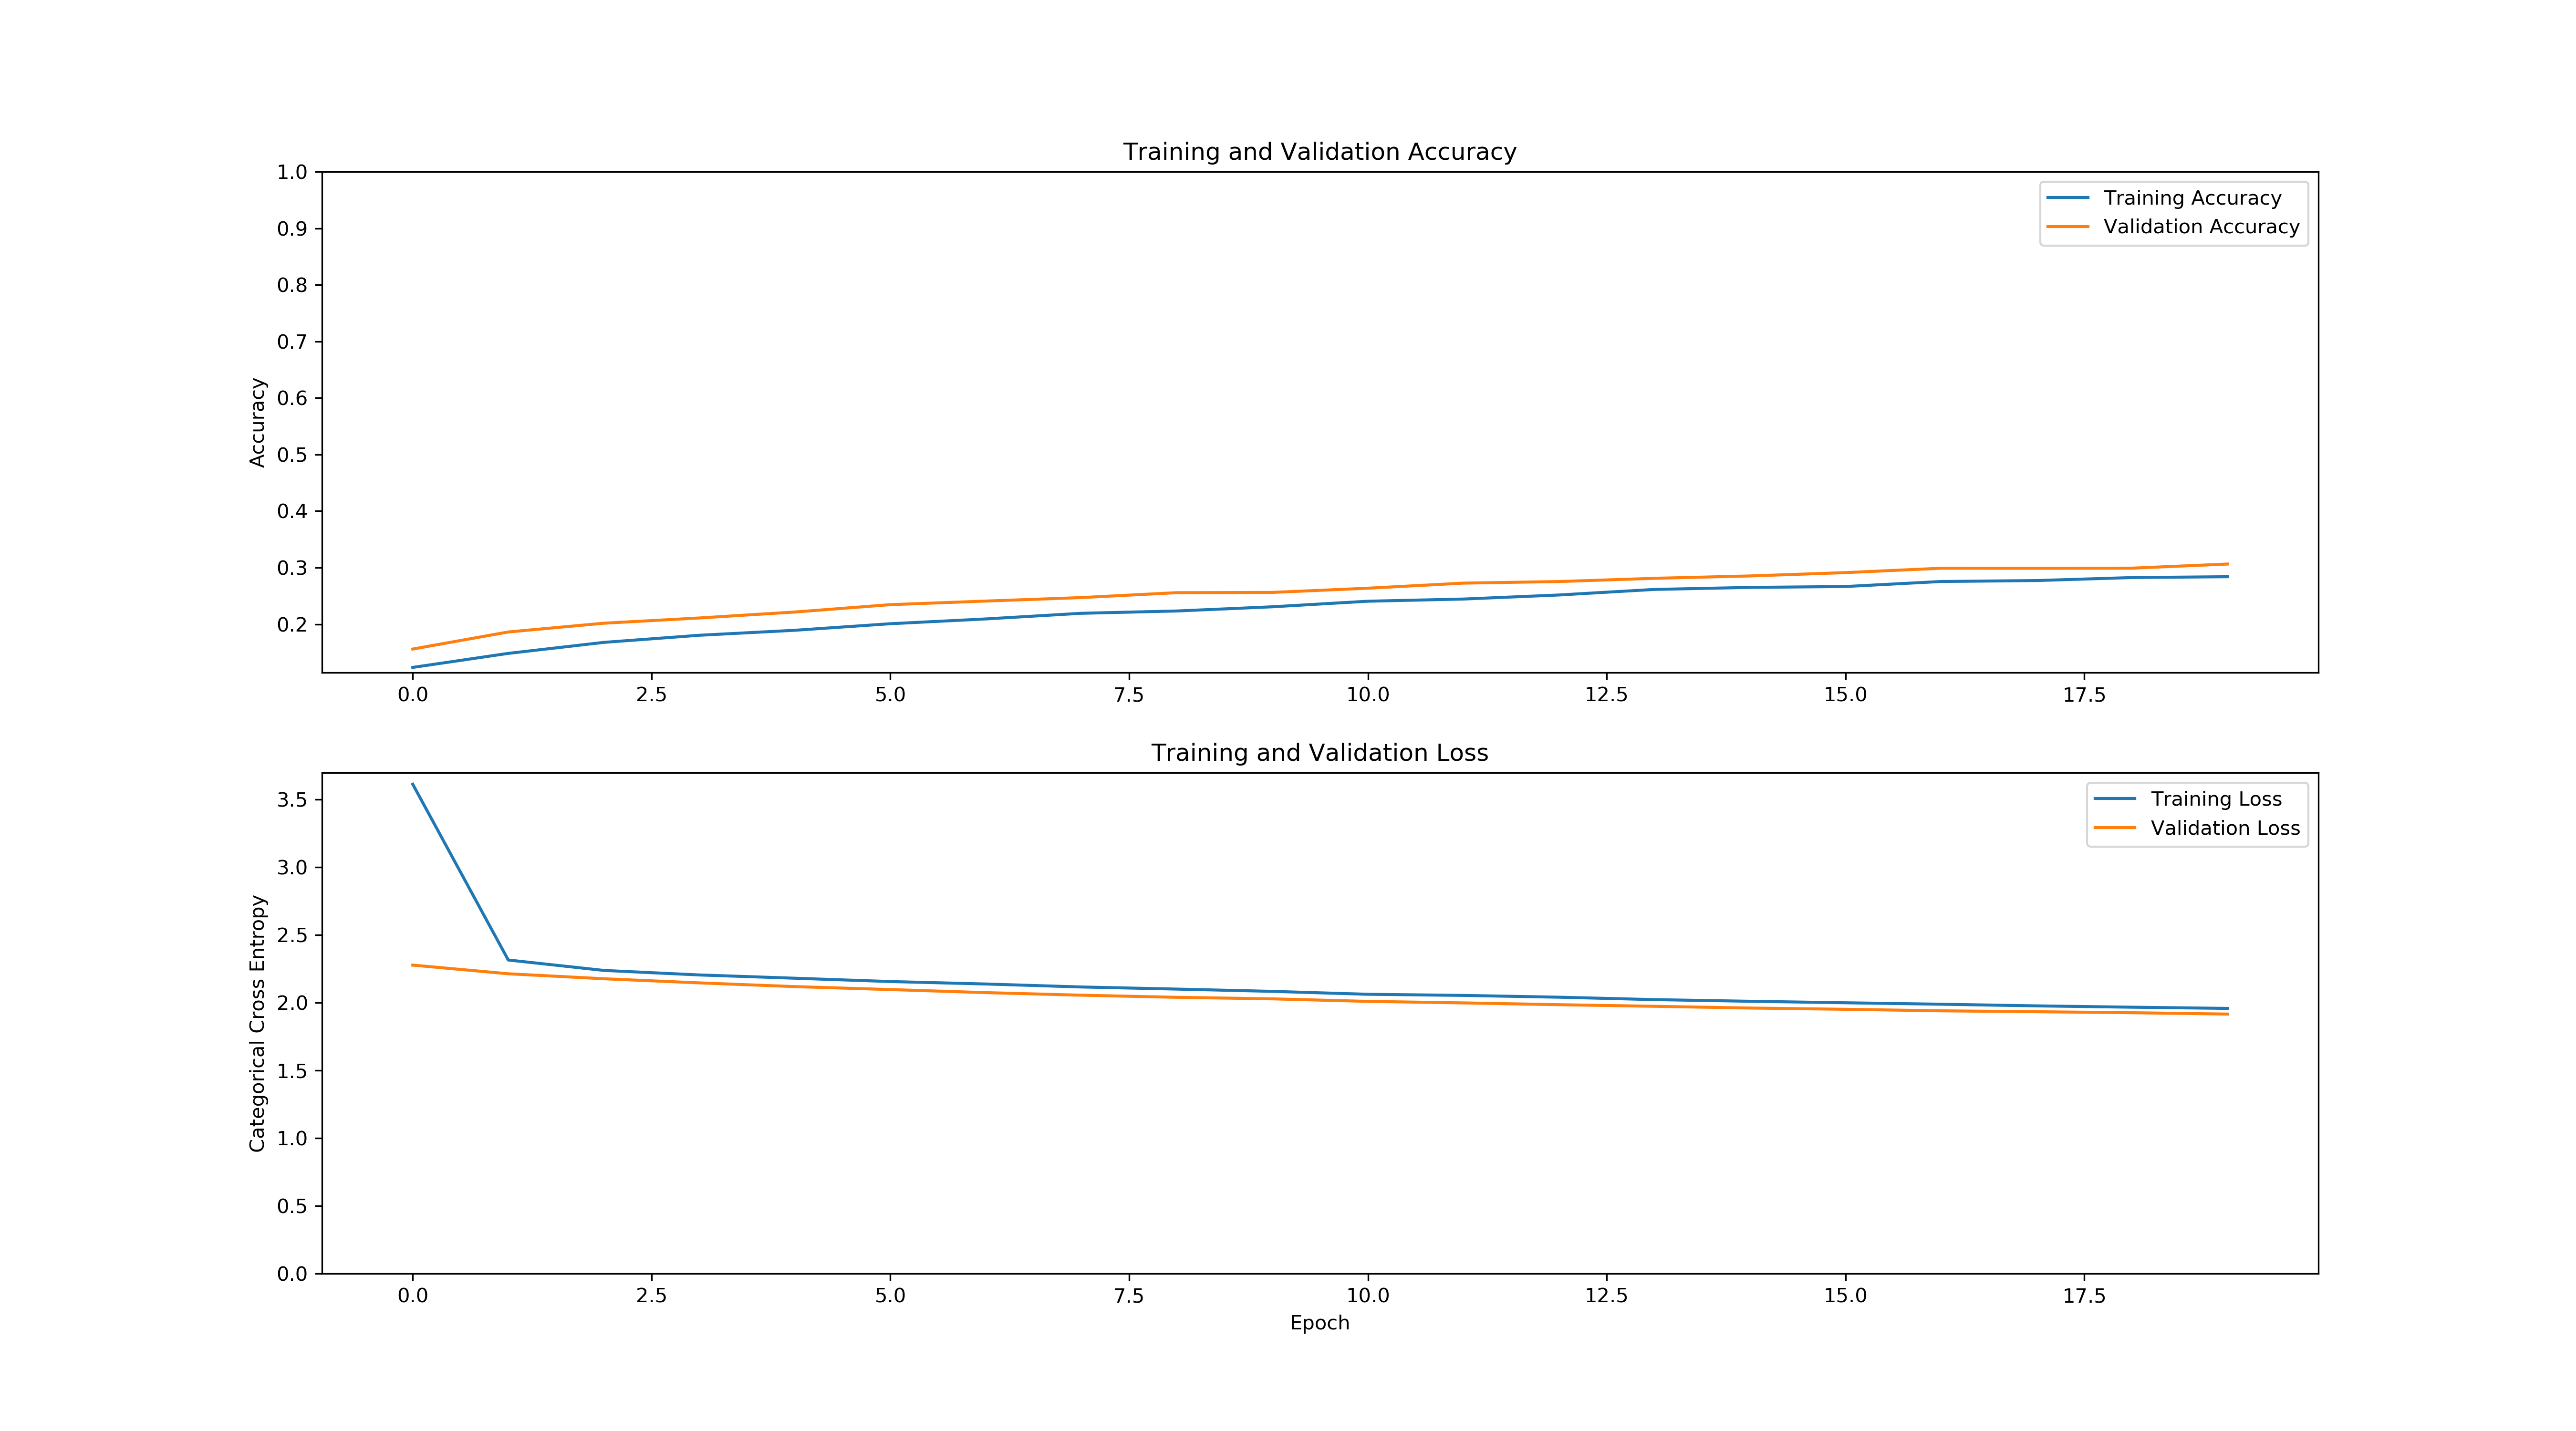 Training and Validation Accuracy
Accuracy
1.0
0.9
0.8
0.7
0.6
0.5
0.4
0.3
0.2
Training Accuracy
Validation Accuracy
0.0 2.5 5.0 7.5 10.0 12.5 15.0 17.5
Training and Validation Loss
Categorical Cross Entropy
3.5
3.0
2.5
2.0
1.5
1.0
0.5
0.0
Training Loss
Validation Loss
0.0 2.5 5.0 7.5 10.0 12.5 15.0 17.5
Epoch